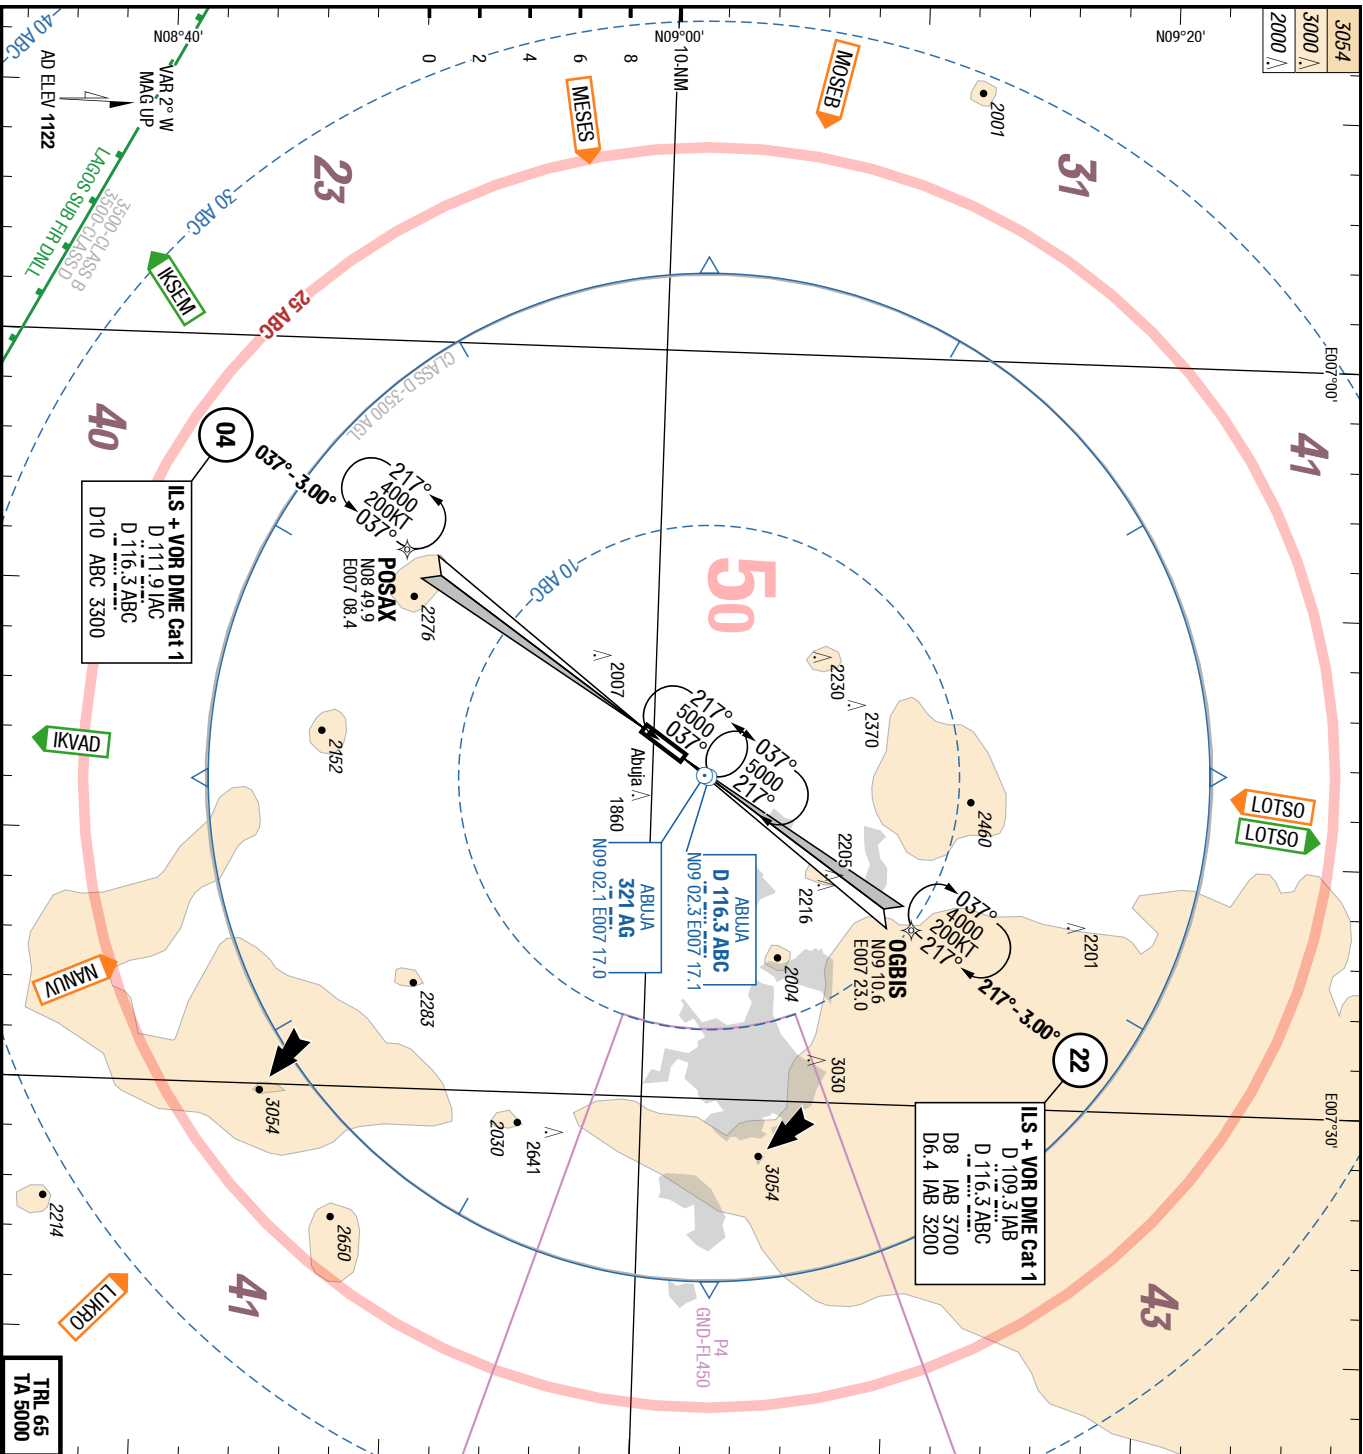 3054
3000
2000
N09°20'
N09°00'
N08°40'
40 ABC
VAR 2° W
MAG UP
AD ELEV 1122
0
2
4
6
8
10-NM
MOSEB
MESES
2001
31
23
LAGOS SUB FIR DNLL
3500-CLASS B
3500-CLASS D
30 ABC
IKSEM
25 ABC
E007°00'
CLASS D-3500 AGL
41
40
04
037°-3.00°
217°
4000
200KT
037°
POSAX
N08 49.9
E007 08.4
2276
ILS + VOR DME Cat 1
D 111.9 IAC
D 116.3 ABC
D10 ABC 3300
10 ABC
50
2007
2230
2370
2152
IKVAD
217°
5000
037°
037°
5000
217°
Abuja
1860
2460
LOTSO
LOTSO
ABUJA
D 116.3 ABC
N09 02.3 E007 17.1
ABUJA
321 AG
N09 02.1 E007 17.0
2205
2216
2004
037°
4000
200KT
217°
OGBIS
N09 10.6
E007 23.0
2201
217°-3.00°
22
ILS + VOR DME Cat 1
D 109.3 IAB
D 116.3 ABC
D8 IAB 3700
D6.4 IAB 3200
NANUV
2283
3054
3030
3054
2030
2641
E007°30'
2214
2650
LUKRO
41
43
P4
GND-FL450
TRL 65
TA 5000